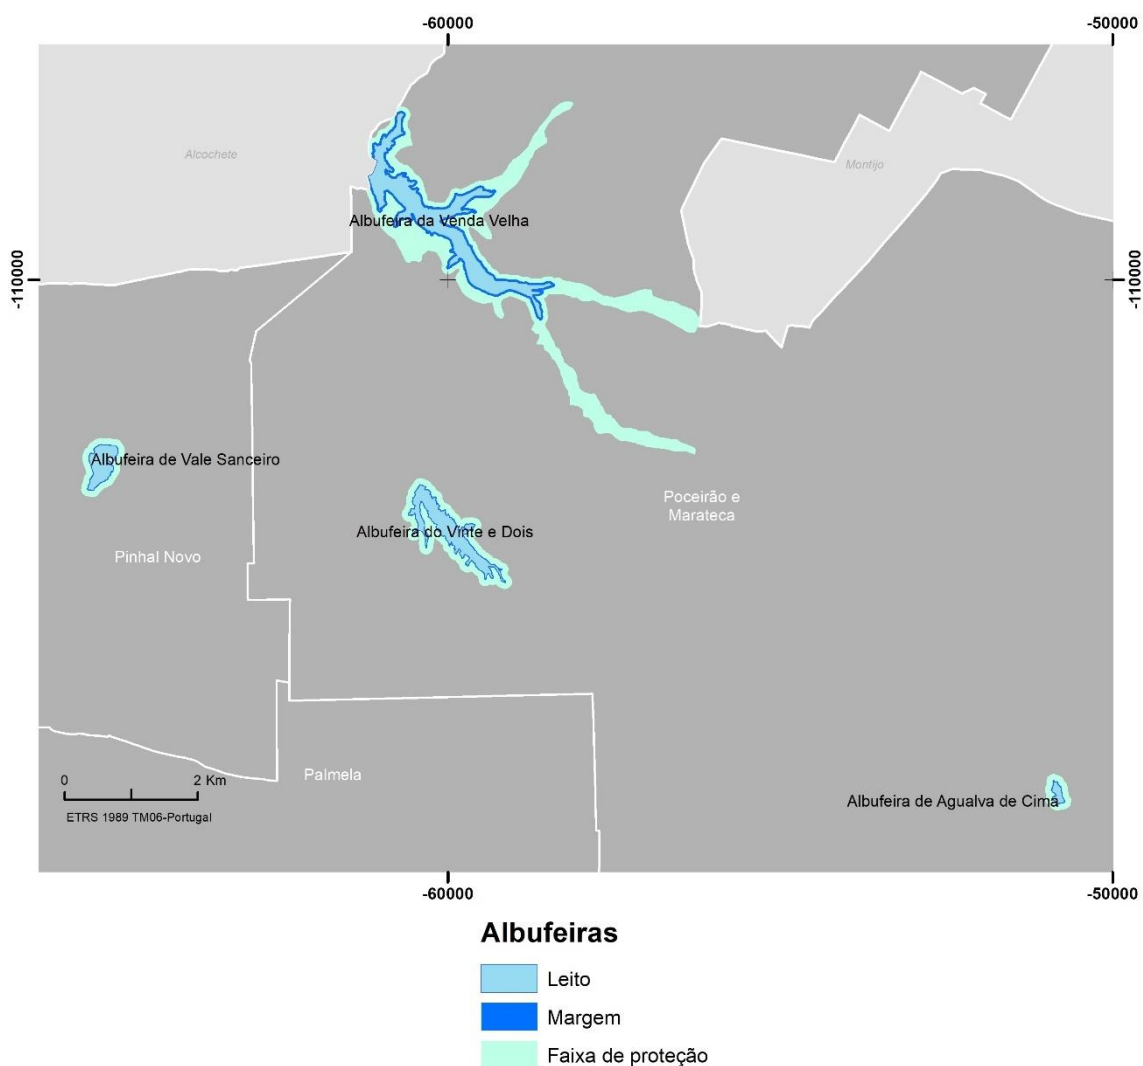 -60000
-50000
Alcochete
Montijo
Albufeira da Venda Velha
-110000
-110000
Albufeira de Vale Sanceiro
Poceirão e
Marateca
Albufeira do Vinte e Dois
Pinhal Novo
Palmela
0
2 Km
Albufeira de Agualva de Cima
ETRS 1989 TM06-Portugal
-60000
-50000
Albufeiras
Leito
Margem
Faixa de proteção